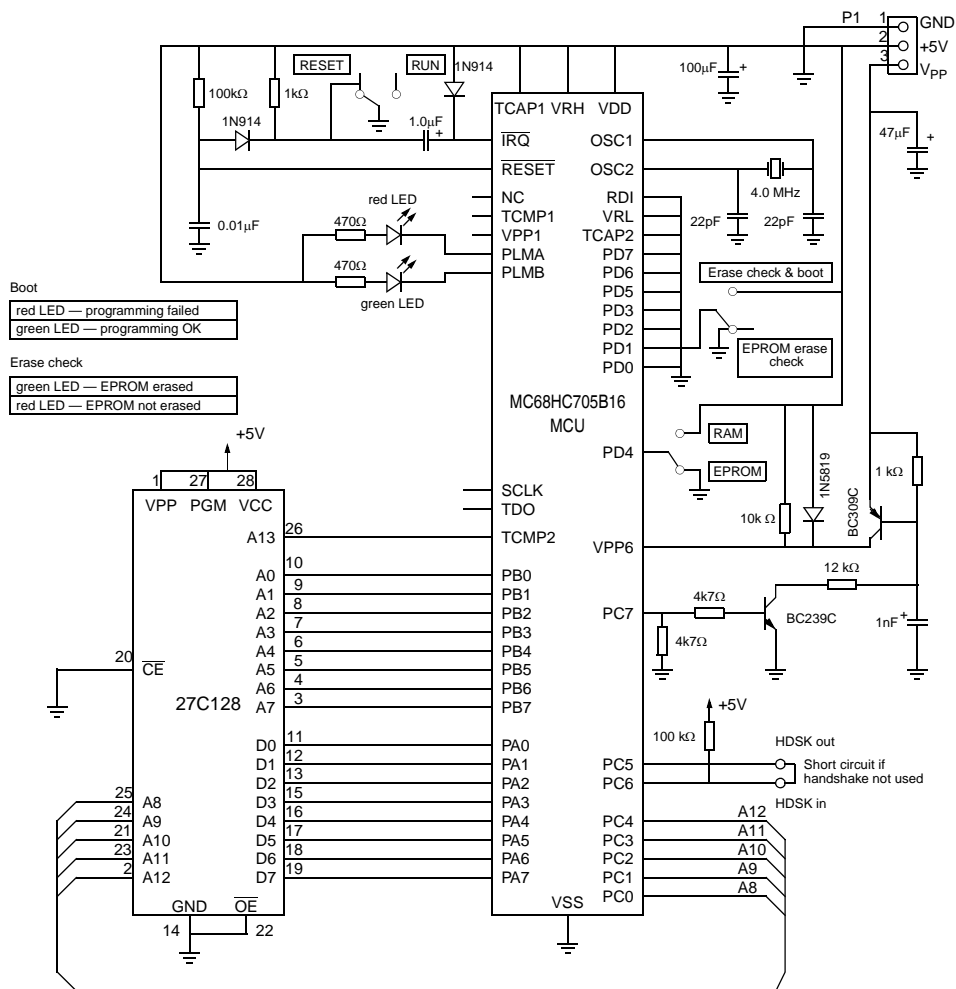 P1 1 GND
2 +5V
3 VPP
RESET RUN 1N914
100kΩ 1kΩ
100µF +
1N914 1.0µF +
47µF +
TCAP1 VRH VDD
IRQ OSC1
RESET OSC2
4.0 MHz
NC RDI
TCMP1 VRL
VPP1 TCAP2
PLMA PD7
PLMB PD6
PD5
PD3
PD2
PD1
PD0
22pF 22pF
0.01µF
red LED
470Ω
470Ω
green LED
Erase check & boot
EPROM erase
check
Boot
red LED — programming failed
green LED — programming OK
Erase check
green LED — EPROM erased
red LED — EPROM not erased
MC68HC705B16
MCU
PD4
RAM
EPROM
+5V
1 27 28
VPP PGM VCC
SCLK
TDO
10k Ω
1N5819
BC309C
1 kΩ
A13 26 TCMP2
VPP6
A0 10 PB0
A1 9 PB1
A2 8 PB2
A3 7 PB3
A4 6 PB4
A5 5 PB5
A6 4 PB6
A7 3 PB7
12 kΩ
PC7
4k7Ω
4k7Ω
BC239C
1nF +
20 CE
27C128
+5V
100 kΩ
D0 11 PA0
D1 12 PA1
D2 13 PA2
D3 15 PA3
D4 16 PA4
D5 17 PA5
D6 18 PA6
D7 19 PA7
HDSK out
PC5
PC6
Short circuit if
handshake not used
HDSK in
25 A8
24 A9
21 A10
23 A11
2 A12
PC4 A12
PC3 A11
PC2 A10
PC1 A9
PC0 A8
GND OE
14 22
VSS